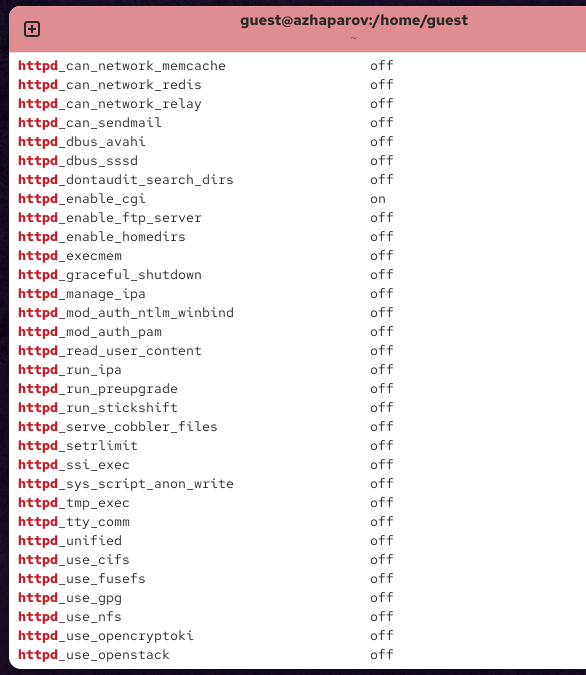 guest@azhaparov:/home/guest
~
httpd_can_network_memcache off
httpd_can_network_redis off
httpd_can_network_relay off
httpd_can_sendmail off
httpd_dbus_avahi off
httpd_dbus_sssd off
httpd_dontaudit_search_dirs off
httpd_enable_cgi on
httpd_enable_ftp_server off
httpd_enable_homedirs off
httpd_execmem off
httpd_graceful_shutdown off
httpd_manage_ipa off
httpd_mod_auth_ntlm_winbind off
httpd_mod_auth_pam off
httpd_read_user_content off
httpd_run_ipa off
httpd_run_preupgrade off
httpd_run_stickshift off
httpd_serve_cobbler_files off
httpd_setrlimit off
httpd_ssi_exec off
httpd_sys_script_anon_write off
httpd_tmp_exec off
httpd_tty_comm off
httpd_unified off
httpd_use_cifs off
httpd_use_fusefs off
httpd_use_gpg off
httpd_use_nfs off
httpd_use_opencryptoki off
httpd_use_openstack off